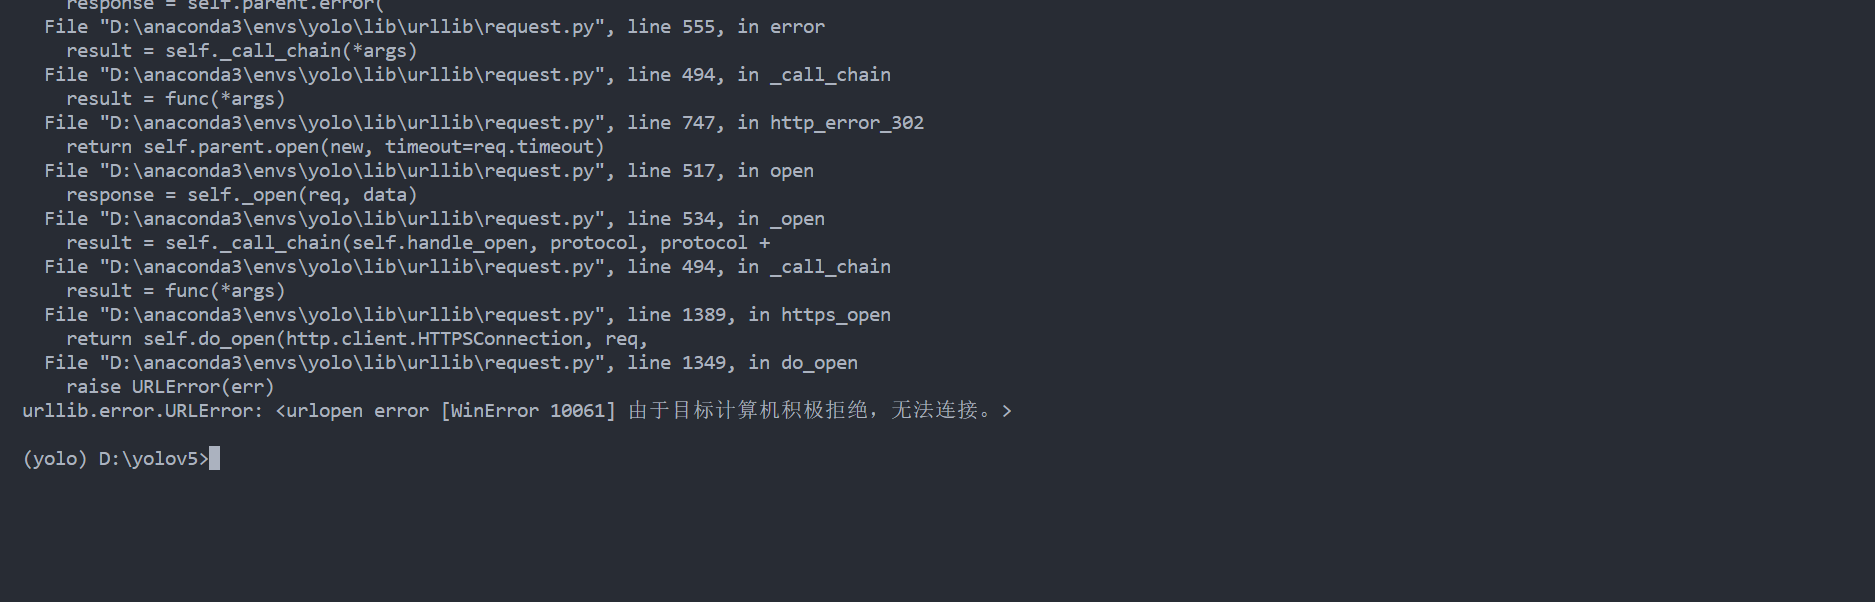 response = self.parent.error(
File "D:\anaconda3\envs\yolo\lib\urllib\request.py", line 555, in error
result = self._call_chain(*args)
File "D:\anaconda3\envs\yolo\lib\urllib\request.py", line 494, in _call_chain
result = func(*args)
File "D:\anaconda3\envs\yolo\lib\urllib\request.py", line 747, in http_error_302
return self.parent.open(new, timeout=req.timeout)
File "D:\anaconda3\envs\yolo\lib\urllib\request.py", line 517, in open
response = self._open(req, data)
File "D:\anaconda3\envs\yolo\lib\urllib\request.py", line 534, in _open
result = self._call_chain(self.handle_open, protocol, protocol +
File "D:\anaconda3\envs\yolo\lib\urllib\request.py", line 494, in _call_chain
result = func(*args)
File "D:\anaconda3\envs\yolo\lib\urllib\request.py", line 1389, in https_open
return self.do_open(http.client.HTTPSConnection, req,
File "D:\anaconda3\envs\yolo\lib\urllib\request.py", line 1349, in do_open
raise URLError(err)
urllib.error.URLError: <urlopen error [WinError 10061] 由于目标计算机积极拒绝，无法连接。>
(yolo) D:\yolov5>